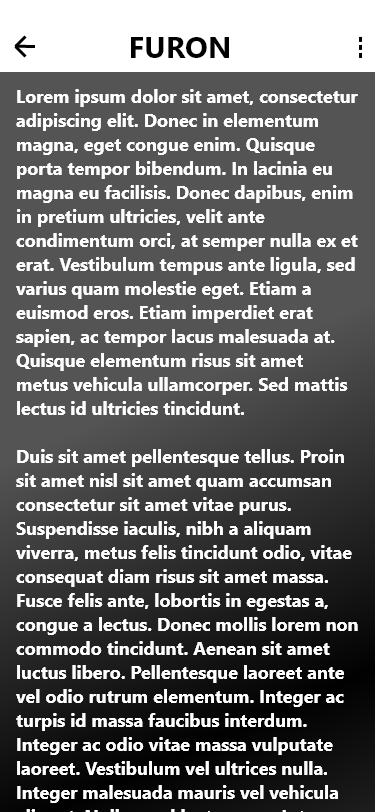 FURON
Lorem ipsum dolor sit amet, consectetur
adipiscing elit. Donec in elementum
magna, eget congue enim. Quisque
porta tempor bibendum. In lacinia eu
magna eu facilisis. Donec dapibus, enim
in pretium ultricies, velit ante
condimentum orci, at semper nulla ex et
erat. Vestibulum tempus ante ligula, sed
varius quam molestie eget. Etiam a
euismod eros. Etiam imperdiet erat
sapien, ac tempor lacus malesuada at.
Quisque elementum risus sit amet
metus vehicula ullamcorper. Sed mattis
lectus id ultricies tincidunt.

Duis sit amet pellentesque tellus. Proin
sit amet nisl sit amet quam accumsan
consectetur sit amet vitae purus.
Suspendisse iaculis, nibh a aliquam
viverra, metus felis tincidunt odio, vitae
consequat diam risus sit amet massa.
Fusce felis ante, lobortis in egestas a,
congue a lectus. Donec mollis lorem non
commodo tincidunt. Aenean sit amet
luctus libero. Pellentesque laoreet ante
vel odio rutrum elementum. Integer ac
turpis id massa faucibus interdum.
Integer ac odio vitae massa vulputate
laoreet. Vestibulum vel ultrices nulla.
Integer malesuada mauris vel vehicula